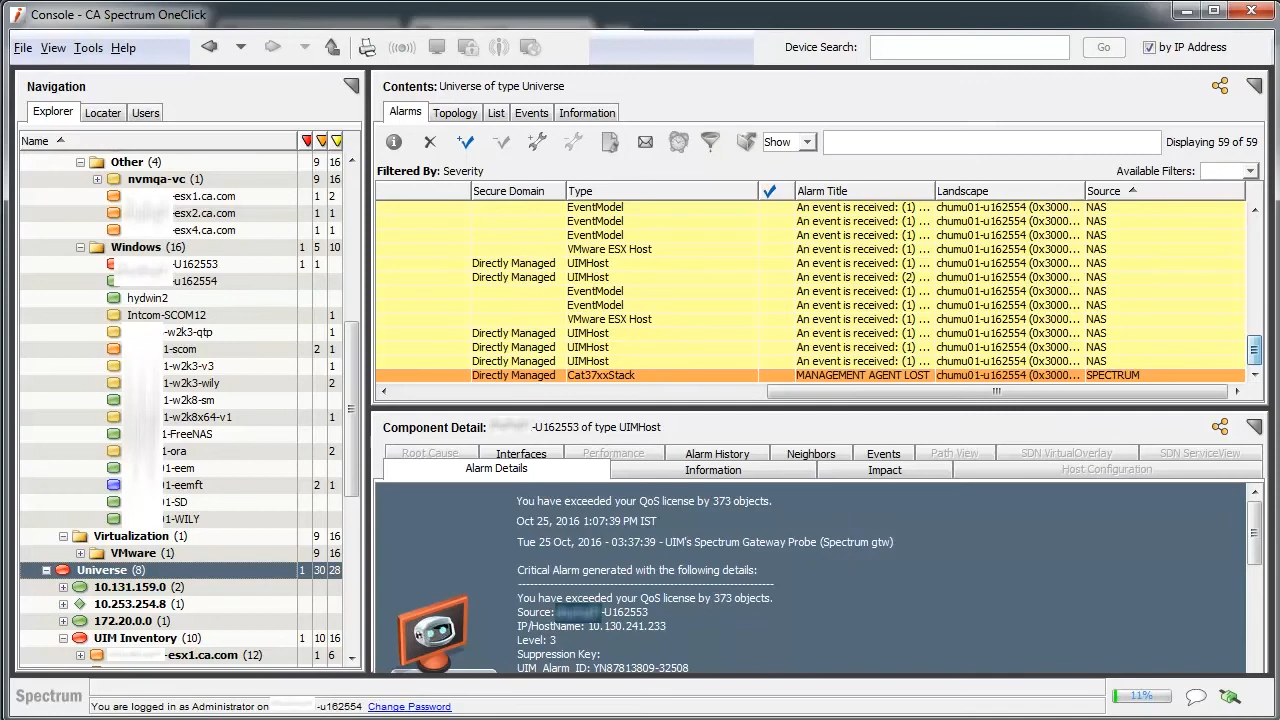 Console - CA Spectrum OneClick
File View Tools Help
Device Search: Go by IP Address
Navigation
Explorer Locater Users
Name
Other (4) 9 16
nvmqa-vc (1) 9 16
-esx1.ca.com 1 2
-esx2.ca.com 1 1
-esx4.ca.com 1 1
Windows (16) 1 5 10
-U162553 1 1
-u162554
hydwin2
Intcom-SCOM12 1
-w2k3-qtp 1
1-scom 2 1
1-w2k3-v3 1
1-w2k3-wily 2
1-w2k8-sm
1-w2k8x64-v1 1
1-FreeNAS
1-ora 2
01-eem
01-eemft 2 1
01-SD
01-WILY
Virtualization (1) 9 16
VMware (1) 9 16
Universe (8) 1 30 28
10.131.159.0 (2)
10.253.254.8 (1)
172.20.0.0 (1)
UIM Inventory (10) 1 10 16
-esx1.ca.com (12) 1 6
Contents: Universe of type Universe
Alarms Topology List Events Information
Show Displaying 59 of 59
Filtered By: Severity Available Filters:
Secure Domain Type Alarm Title Landscape Source
EventModel An event is received: (1) ... chumu01-u162554 (0x3000... NAS
EventModel An event is received: (1) ... chumu01-u162554 (0x3000... NAS
EventModel An event is received: (1) ... chumu01-u162554 (0x3000... NAS
VMware ESX Host An event is received: (1) ... chumu01-u162554 (0x3000... NAS
Directly Managed UIMHost An event is received: (1) ... chumu01-u162554 (0x3000... NAS
Directly Managed UIMHost An event is received: (2) ... chumu01-u162554 (0x3000... NAS
EventModel An event is received: (1) ... chumu01-u162554 (0x3000... NAS
EventModel An event is received: (1) ... chumu01-u162554 (0x3000... NAS
VMware ESX Host An event is received: (1) ... chumu01-u162554 (0x3000... NAS
Directly Managed UIMHost An event is received: (1) ... chumu01-u162554 (0x3000... NAS
Directly Managed UIMHost An event is received: (1) ... chumu01-u162554 (0x3000... NAS
Directly Managed UIMHost An event is received: (1) ... chumu01-u162554 (0x3000... NAS
Directly Managed Cat37xxStack MANAGEMENT AGENT LOST chumu01-u162554 (0x3000... SPECTRUM
Component Detail: -U162553 of type UIMHost
Root Cause Interfaces Performance Alarm History Neighbors Events Path View SDN VirtualOverlay SDN ServiceView
Alarm Details Information Impact Host Configuration
You have exceeded your QoS license by 373 objects.
Oct 25, 2016 1:07:39 PM IST
Tue 25 Oct, 2016 - 03:37:39 - UIM's Spectrum Gateway Probe (Spectrum gtw)
Critical Alarm generated with the following details:
----------------------------------------------------------------
You have exceeded your QoS license by 373 objects.
Source: -U162553
IP/HostName: 10.130.241.233
Level: 3
Suppression Key:
UIM_Alarm_ID: YN87813809-32508
Spectrum
You are logged in as Administrator on -u162554 Change Password
11%